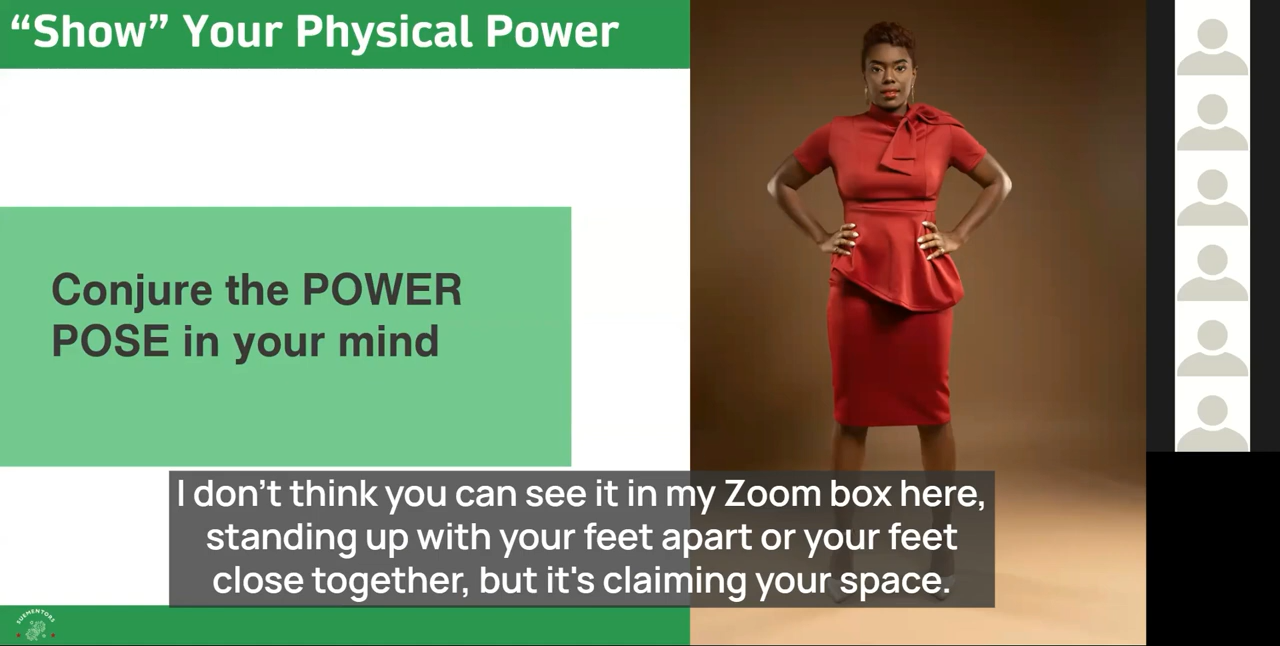 “Show” Your Physical Power
Conjure the POWER
POSE in your mind
I don't think you can see it in my Zoom box here,
standing up with your feet apart or your feet
close together, but it's claiming your space.